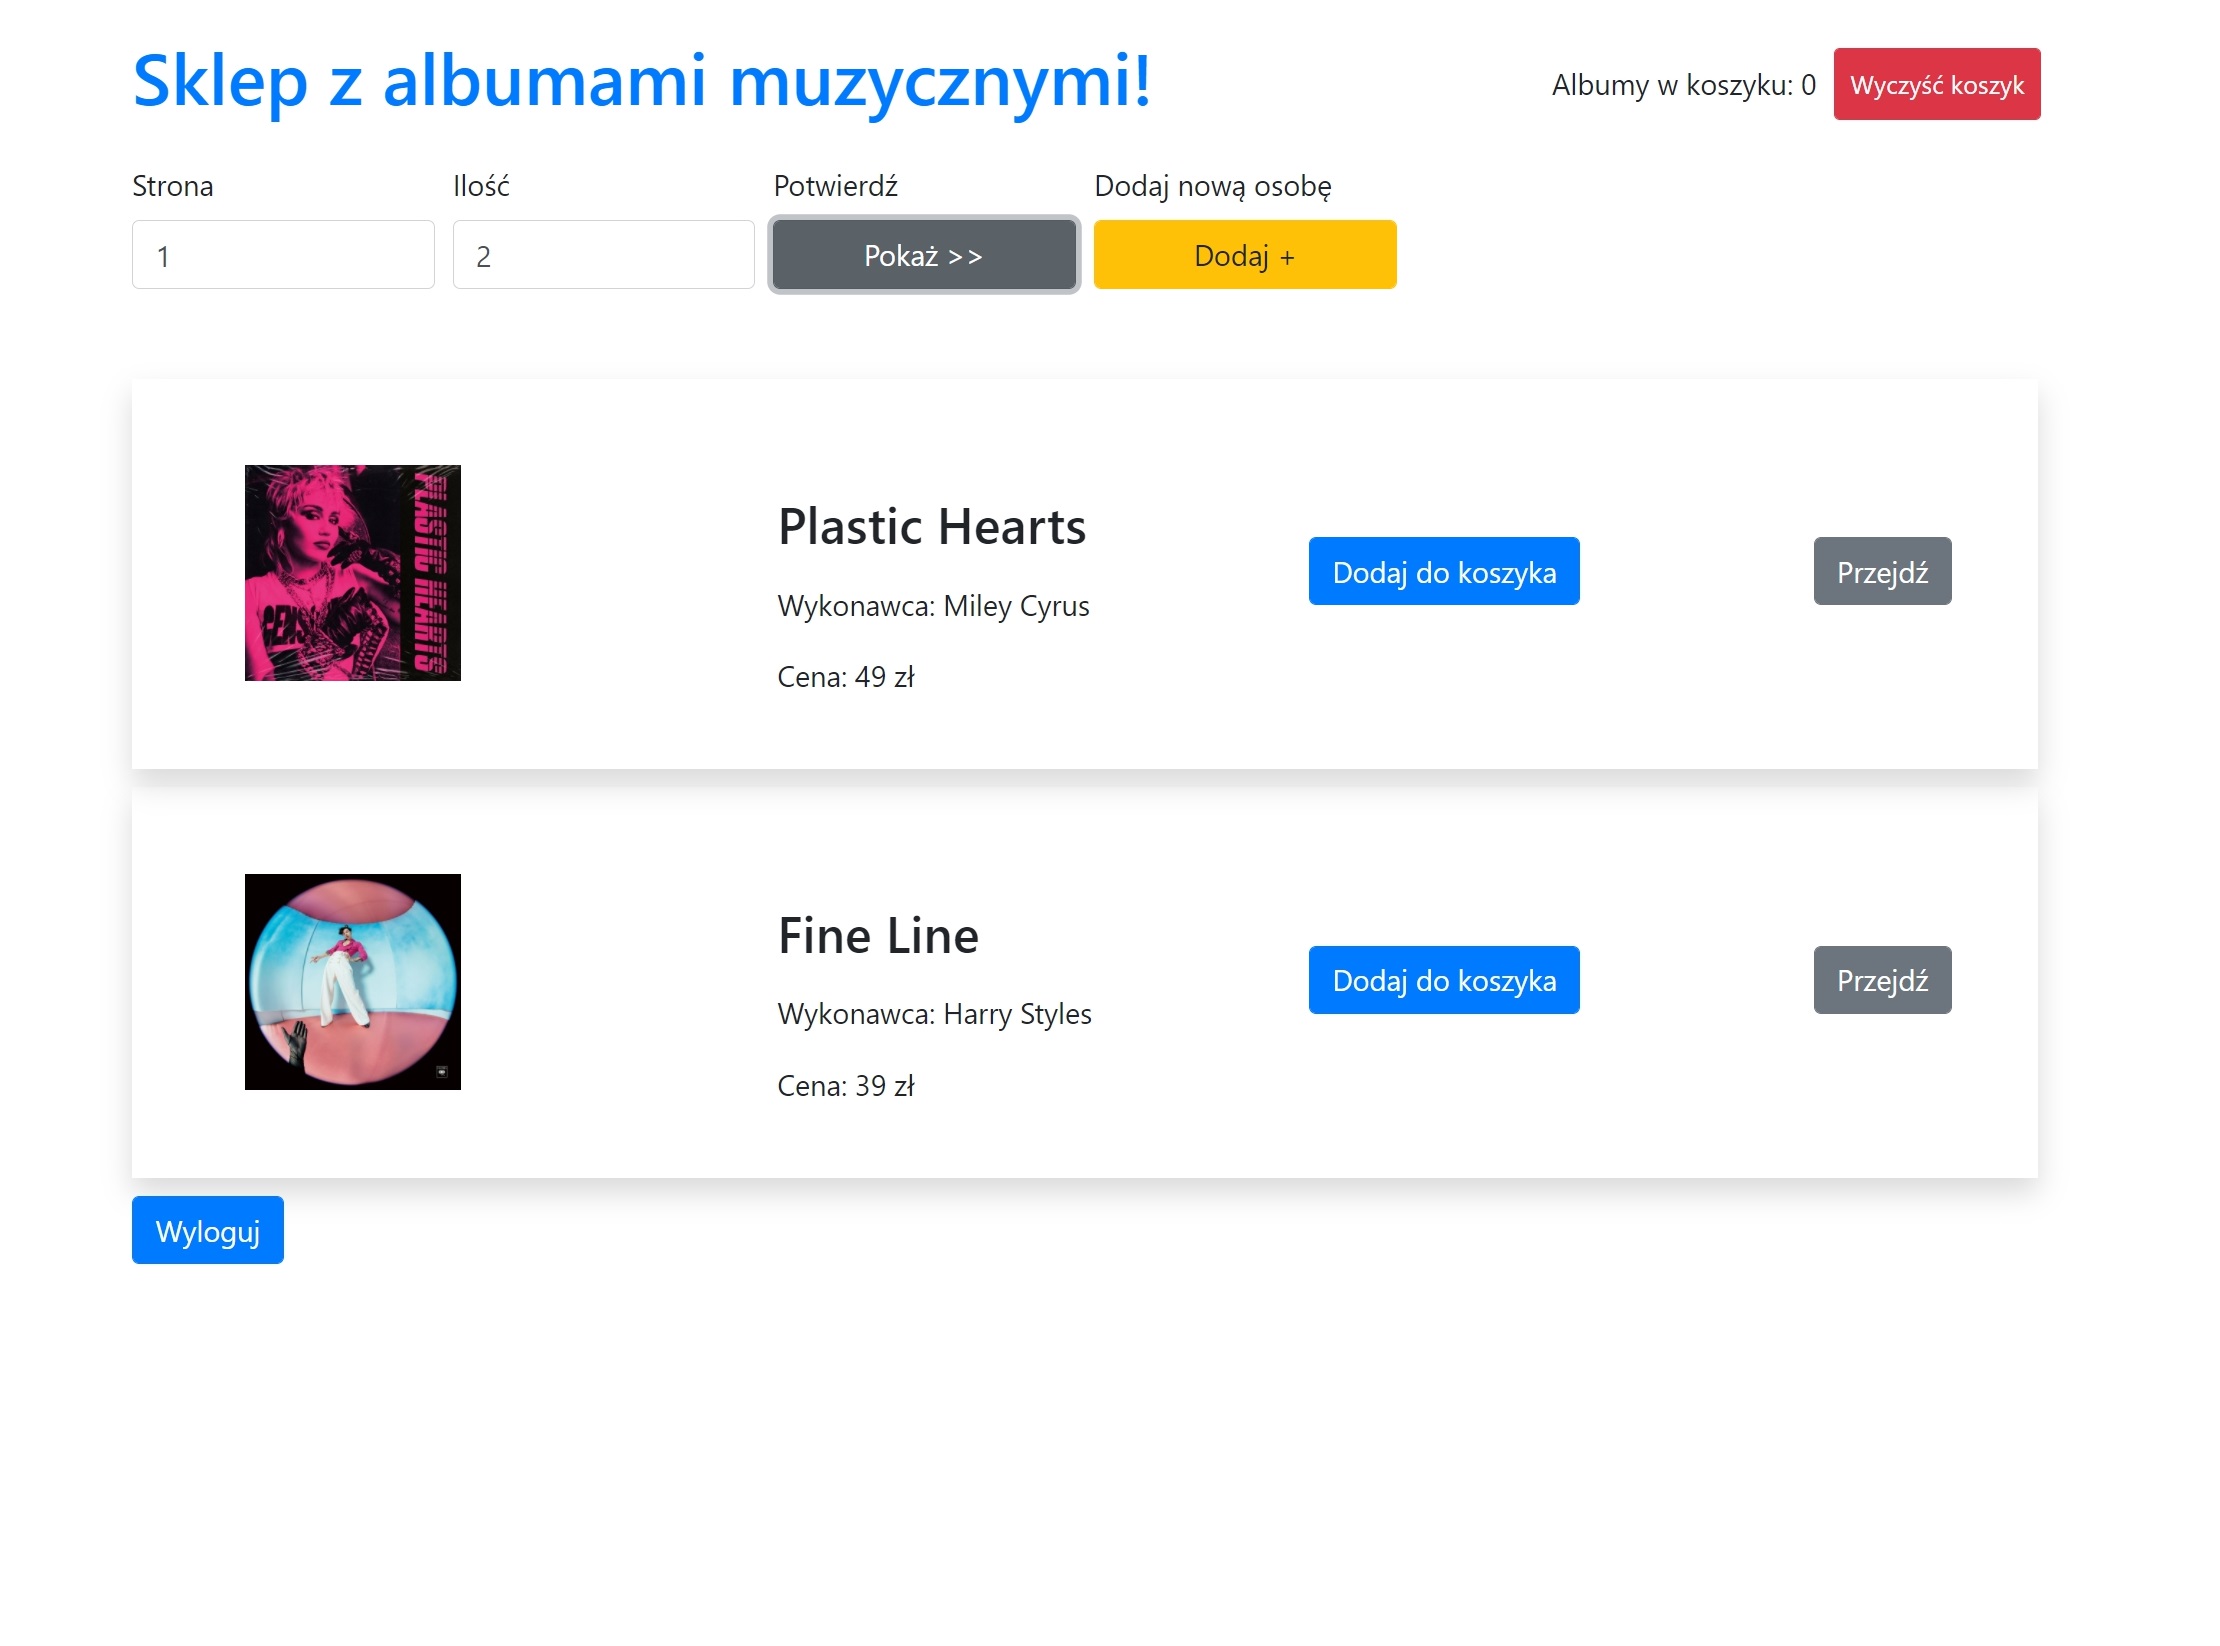 Sklep z albumami muzycznymi!
Albumy w koszyku: 0
Wyczyść koszyk
Strona
Ilość
Potwierdź
Dodaj nową osobę
1
2
Pokaż >>
Dodaj +
PLASTIC HEARTS
Plastic Hearts
Wykonawca: Miley Cyrus
Cena: 49 zł
Dodaj do koszyka
Przejdź
Fine Line
Wykonawca: Harry Styles
Cena: 39 zł
Dodaj do koszyka
Przejdź
Wyloguj